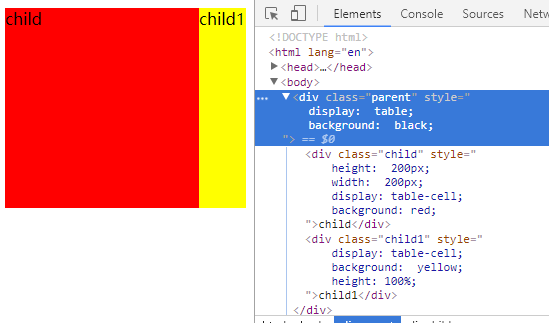 child child1
Elements Console Sources Netw
<!DOCTYPE html>
<html lang="en">
<head>…</head>
<body>
<div class="parent" style="
display: table;
background: black;
"> == $0
<div class="child" style="
height: 200px;
width: 200px;
display: table-cell;
background: red;
">child</div>
<div class="child1" style="
display: table-cell;
background: yellow;
height: 100%;
">child1</div>
</div>